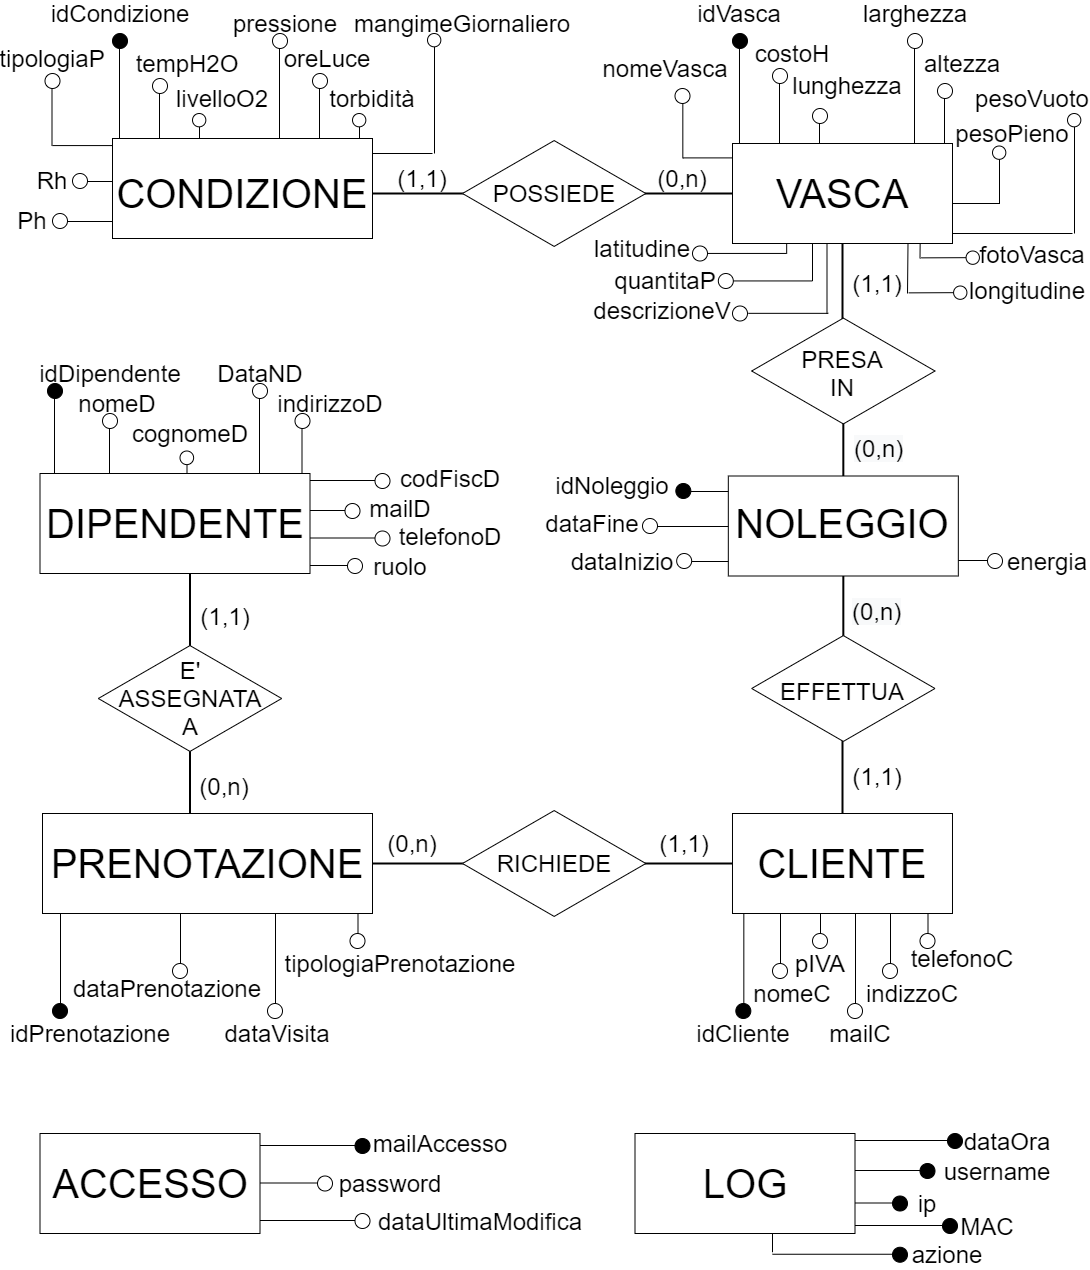 idCondizione
pressione
mangimeGiornaliero
tipologiaP
tempH2O
oreLuce
livelloO2
torbidità
Rh
Ph
CONDIZIONE
(1,1)
POSSIEDE
(0,n)
idVasca
larghezza
nomeVasca
costoH
lunghezza
altezza
pesoVuoto
pesoPieno
VASCA
latitudine
quantitaP
descrizioneV
(1,1)
fotoVasca
longitudine
PRESA
IN
(0,n)
idDipendente
DataND
nomeD
indirizzoD
cognomeD
DIPENDENTE
codFiscD
mailD
telefonoD
ruolo
idNoleggio
dataFine
dataInizio
NOLEGGIO
energia
(1,1)
E'
ASSEGNATA
A
(0,n)
(0,n)
EFFETTUA
(1,1)
PRENOTAZIONE
(0,n)
RICHIEDE
(1,1)
CLIENTE
tipologiaPrenotazione
dataPrenotazione
idPrenotazione
dataVisita
pIVA
telefonoC
nomeC
indizzoC
idCliente
mailC
ACCESSO
mailAccesso
password
dataUltimaModifica
LOG
dataOra
username
ip
MAC
azione